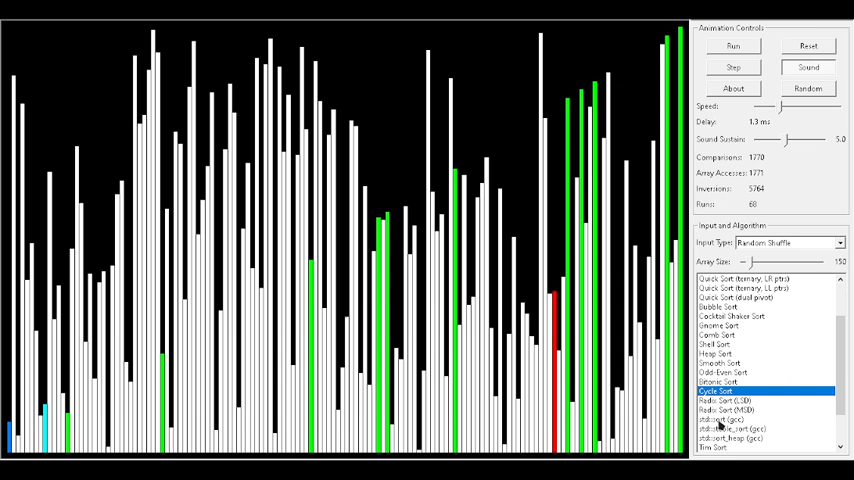 Animation Controls
Run
Reset
Step
Sound
About
Random
Speed:
Delay: 1.3 ms
Sound Sustain: 5.0
Comparisons: 1770
Array Accesses: 1771
Inversions: 5764
Runs: 68
Input and Algorithm
Input Type: Random Shuffle
Array Size: 150
Quick Sort (ternary, LR ptrs)
Quick Sort (ternary, LL ptrs)
Quick Sort (dual pivot)
Bubble Sort
Cocktail Shaker Sort
Gnome Sort
Comb Sort
Shell Sort
Heap Sort
Smooth Sort
Odd-Even Sort
Bitonic Sort
Cycle Sort
Radix Sort (LSD)
Radix Sort (MSD)
std::sort (gcc)
std::stable_sort (gcc)
std::sort_heap (gcc)
Tim Sort